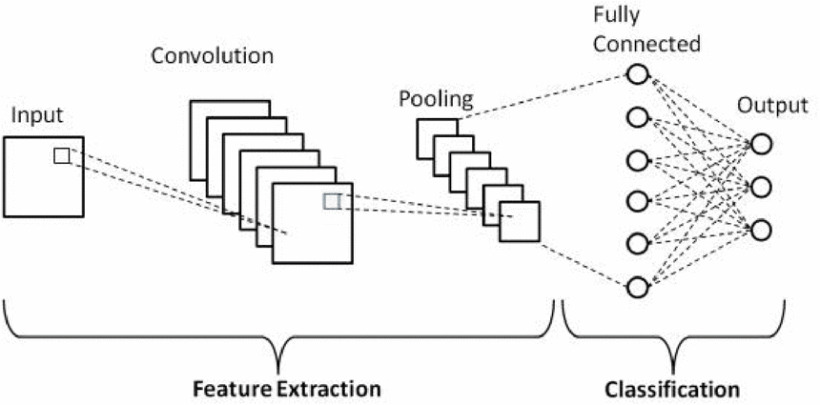 Input
Convolution
Pooling
Fully
Connected
Output
Feature Extraction
Classification